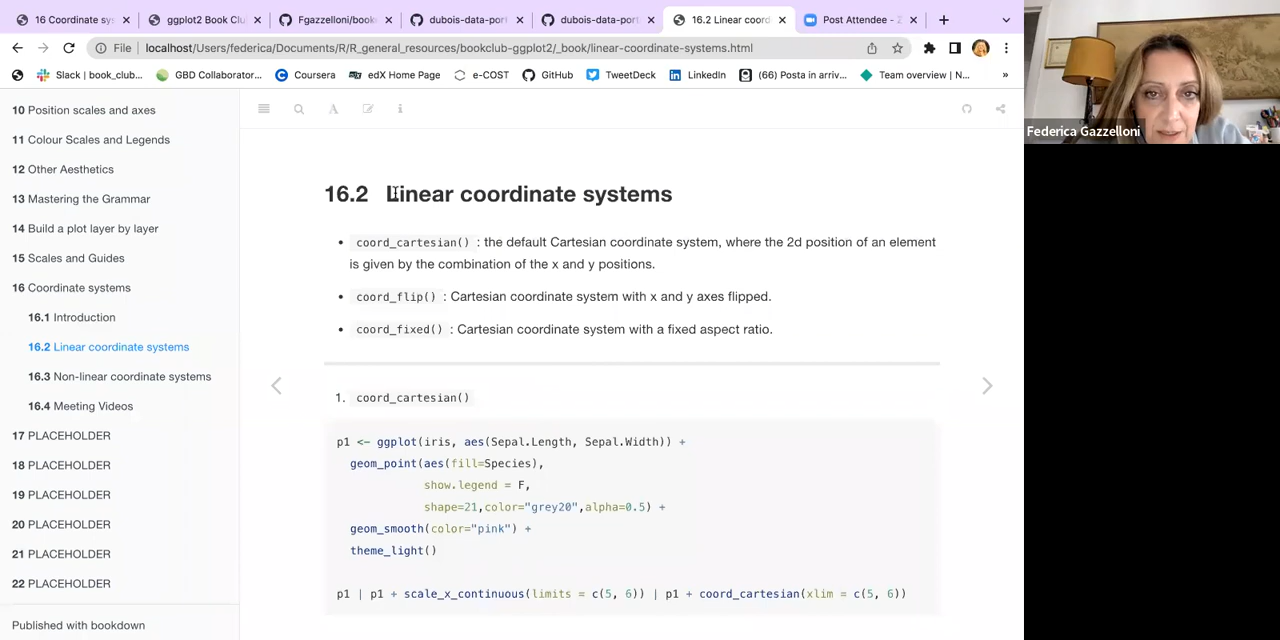 16 Coordinate sys
ggplot2 Book Clu
Fgazzelloni/book
dubois-data-port
dubois-data-port
16.2 Linear coord
Post Attendee - Z
File
localhost/Users/federica/Documents/R/R_general_resources/bookclub-ggplot2/_book/linear-coordinate-systems.html
Slack | book_club...
GBD Collaborator...
Coursera
edX Home Page
e-COST
GitHub
TweetDeck
LinkedIn
(66) Posta in arriv...
Team overview | N...
»
10 Position scales and axes
11 Colour Scales and Legends
12 Other Aesthetics
13 Mastering the Grammar
14 Build a plot layer by layer
15 Scales and Guides
16 Coordinate systems
16.1 Introduction
16.2 Linear coordinate systems
16.3 Non-linear coordinate systems
16.4 Meeting Videos
17 PLACEHOLDER
18 PLACEHOLDER
19 PLACEHOLDER
20 PLACEHOLDER
21 PLACEHOLDER
22 PLACEHOLDER
Published with bookdown
16.2 Linear coordinate systems
• coord_cartesian() : the default Cartesian coordinate system, where the 2d position of an element
is given by the combination of the x and y positions.
• coord_flip() : Cartesian coordinate system with x and y axes flipped.
• coord_fixed() : Cartesian coordinate system with a fixed aspect ratio.
1. coord_cartesian()
p1 <- ggplot(iris, aes(Sepal.Length, Sepal.Width)) +
geom_point(aes(fill=Species),
show.legend = F,
shape=21,color="grey20",alpha=0.5) +
geom_smooth(color="pink") +
theme_light()
p1 | p1 + scale_x_continuous(limits = c(5, 6)) | p1 + coord_cartesian(xlim = c(5, 6))
Federica Gazzelloni